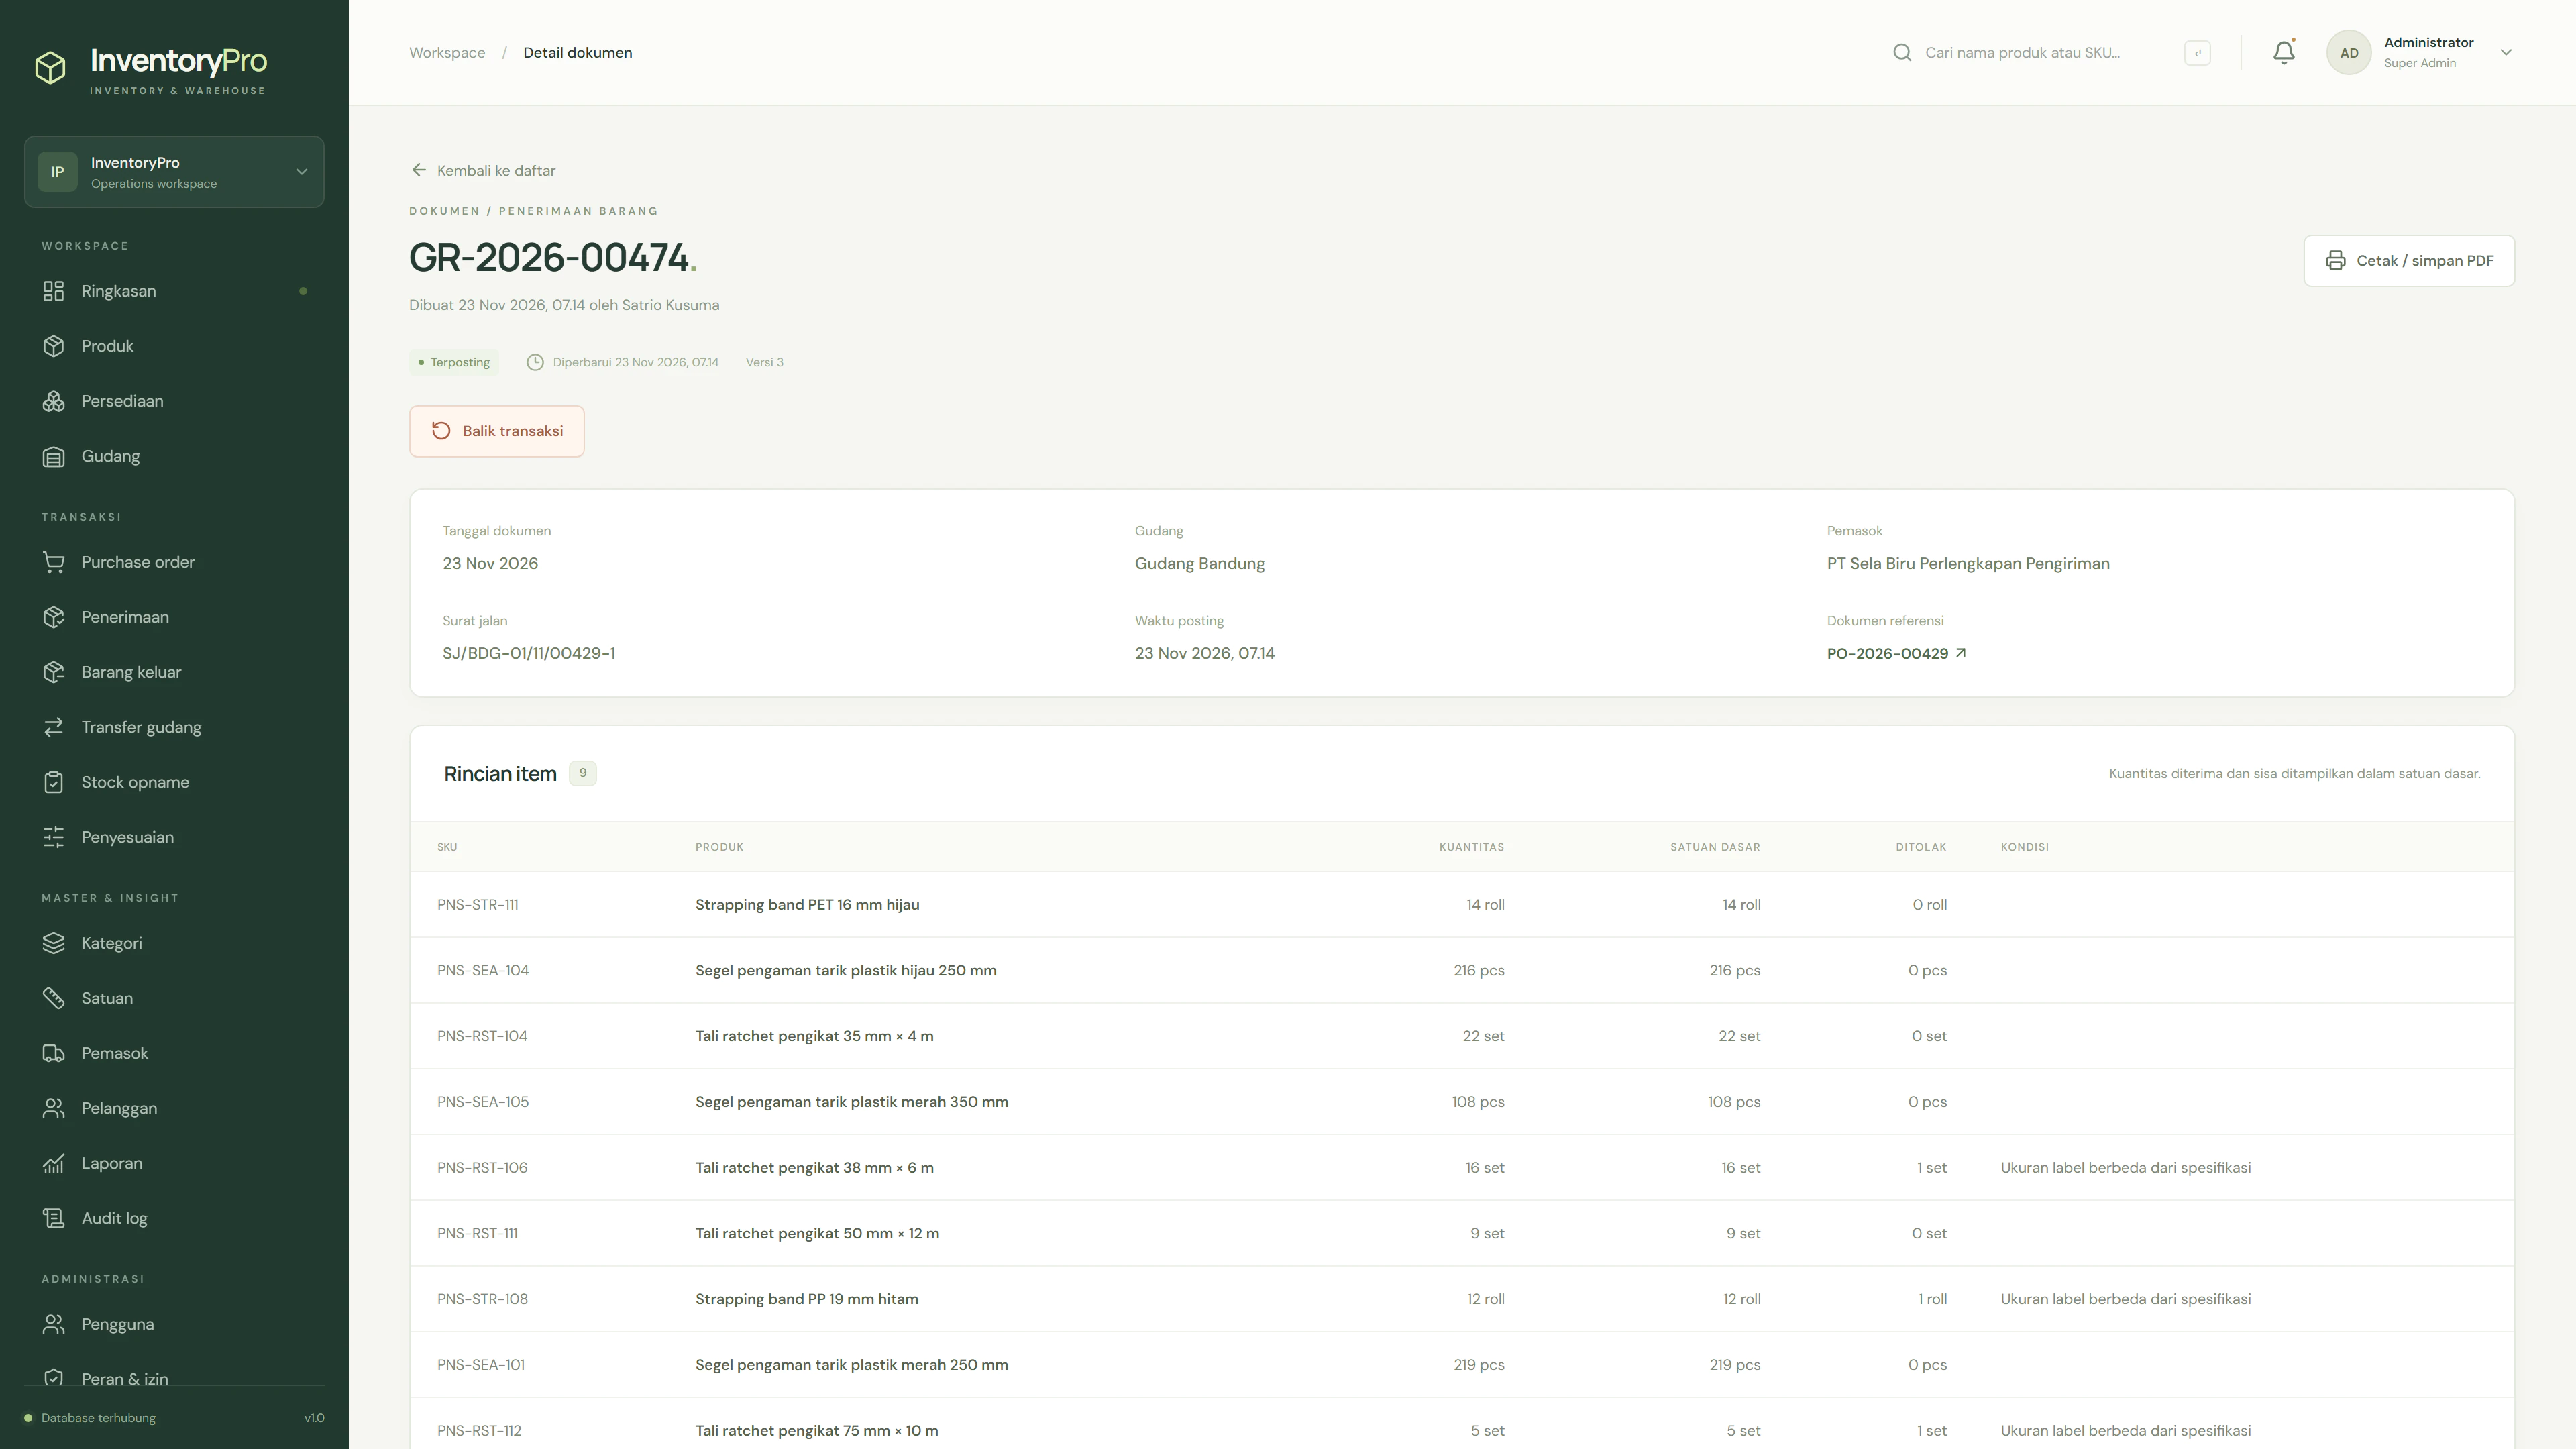 InventoryPro
INVENTORY & WAREHOUSE
IP
InventoryPro
Operations workspace
WORKSPACE
Ringkasan
Produk
Persediaan
Gudang
TRANSAKSI
Purchase order
Penerimaan
Barang keluar
Transfer gudang
Stock opname
Penyesuaian
MASTER & INSIGHT
Kategori
Satuan
Pemasok
Pelanggan
Laporan
Audit log
ADMINISTRASI
Pengguna
Peran & izin
Database terhubung v1.0
Workspace / Detail dokumen
Cari nama produk atau SKU...
AD
Administrator
Super Admin
Kembali ke daftar
DOKUMEN / PENERIMAAN BARANG
GR-2026-00474.
Cetak / simpan PDF
Dibuat 23 Nov 2026, 07.14 oleh Satrio Kusuma
Terposting Diperbarui 23 Nov 2026, 07.14 Versi 3
Balik transaksi
Tanggal dokumen Gudang Pemasok
23 Nov 2026 Gudang Bandung PT Sela Biru Perlengkapan Pengiriman
Surat jalan Waktu posting Dokumen referensi
SJ/BDG-01/11/00429-1 23 Nov 2026, 07.14 PO-2026-00429
Rincian item 9 Kuantitas diterima dan sisa ditampilkan dalam satuan dasar.
SKU PRODUK KUANTITAS SATUAN DASAR DITOLAK KONDISI
PNS-STR-111 Strapping band PET 16 mm hijau 14 roll 14 roll 0 roll
PNS-SEA-104 Segel pengaman tarik plastik hijau 250 mm 216 pcs 216 pcs 0 pcs
PNS-RST-104 Tali ratchet pengikat 35 mm × 4 m 22 set 22 set 0 set
PNS-SEA-105 Segel pengaman tarik plastik merah 350 mm 108 pcs 108 pcs 0 pcs
PNS-RST-106 Tali ratchet pengikat 38 mm × 6 m 16 set 16 set 1 set Ukuran label berbeda dari spesifikasi
PNS-RST-111 Tali ratchet pengikat 50 mm × 12 m 9 set 9 set 0 set
PNS-STR-108 Strapping band PP 19 mm hitam 12 roll 12 roll 1 roll Ukuran label berbeda dari spesifikasi
PNS-SEA-101 Segel pengaman tarik plastik merah 250 mm 219 pcs 219 pcs 0 pcs
PNS-RST-112 Tali ratchet pengikat 75 mm × 10 m 5 set 5 set 1 set Ukuran label berbeda dari spesifikasi